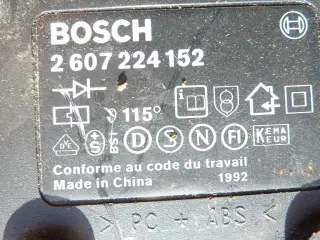 BOSCH
2 607 224 152
115°
i
D S N FI KEMA
KEUR
Conforme au code du travail
Made in China 1992
> PC + ABS <